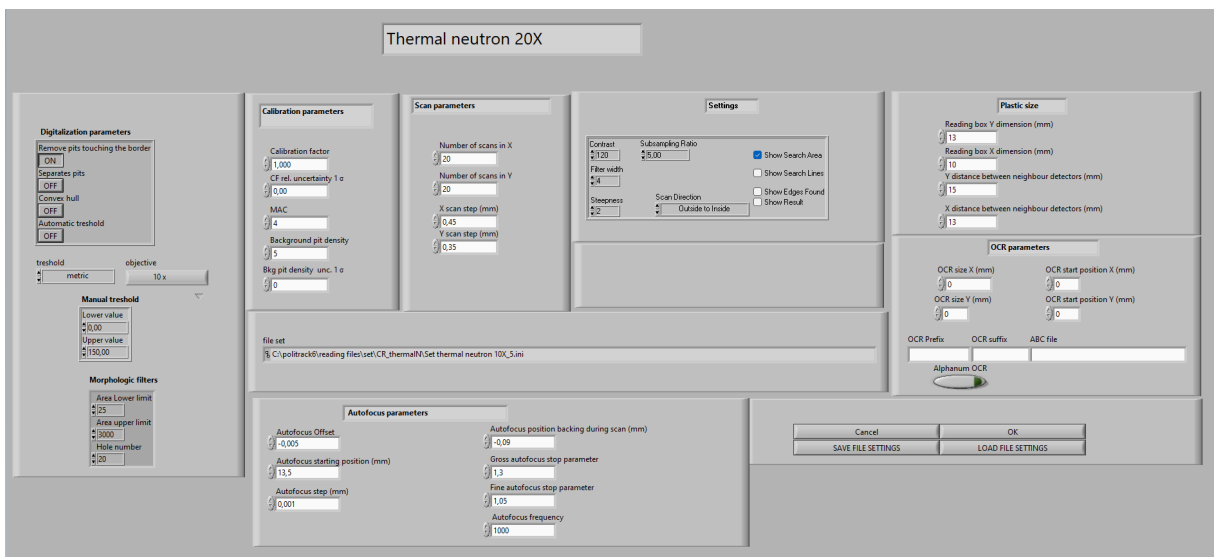 Thermal neutron 20X
Digitalization parameters
Remove pits touching the border
ON
Separates pits
OFF
Convex hull
OFF
Automatic treshold
OFF
treshold
metric
objective
10 x
Manual treshold
Lower value
0,00
Upper value
150,00
Morphologic filters
Area Lower limit
25
Area upper limit
3000
Hole number
20
Calibration parameters
Calibration factor
1,000
CF rel. uncertainty 1 σ
0,00
MAC
4
Background pit density
5
Bkg pit density unc. 1 σ
0
Scan parameters
Number of scans in X
20
Number of scans in Y
20
X scan step (mm)
0,45
Y scan step (mm)
0,35
Settings
Contrast
120
Filter width
4
Steepness
2
Subsampling Ratio
5,00
Scan Direction
Outside to Inside
Show Search Area
Show Search Lines
Show Edges Found
Show Result
Plastic size
Reading box Y dimension (mm)
13
Reading box X dimension (mm)
10
Y distance between neighbour detectors (mm)
15
X distance between neighbour detectors (mm)
13
OCR parameters
OCR size X (mm)
0
OCR start position X (mm)
0
OCR size Y (mm)
0
OCR start position Y (mm)
0
OCR Prefix
OCR suffix
ABC file
Alphanum OCR
file set
C:\politrack6\reading files\set\CR_thermalN\Set thermal neutron 10X_5.ini
Autofocus parameters
Autofocus Offset
-0,005
Autofocus starting position (mm)
13,5
Autofocus step (mm)
0,001
Autofocus position backing during scan (mm)
-0,09
Gross autofocus stop parameter
1,3
Fine autofocus stop parameter
1,05
Autofocus frequency
1000
Cancel
OK
SAVE FILE SETTINGS
LOAD FILE SETTINGS